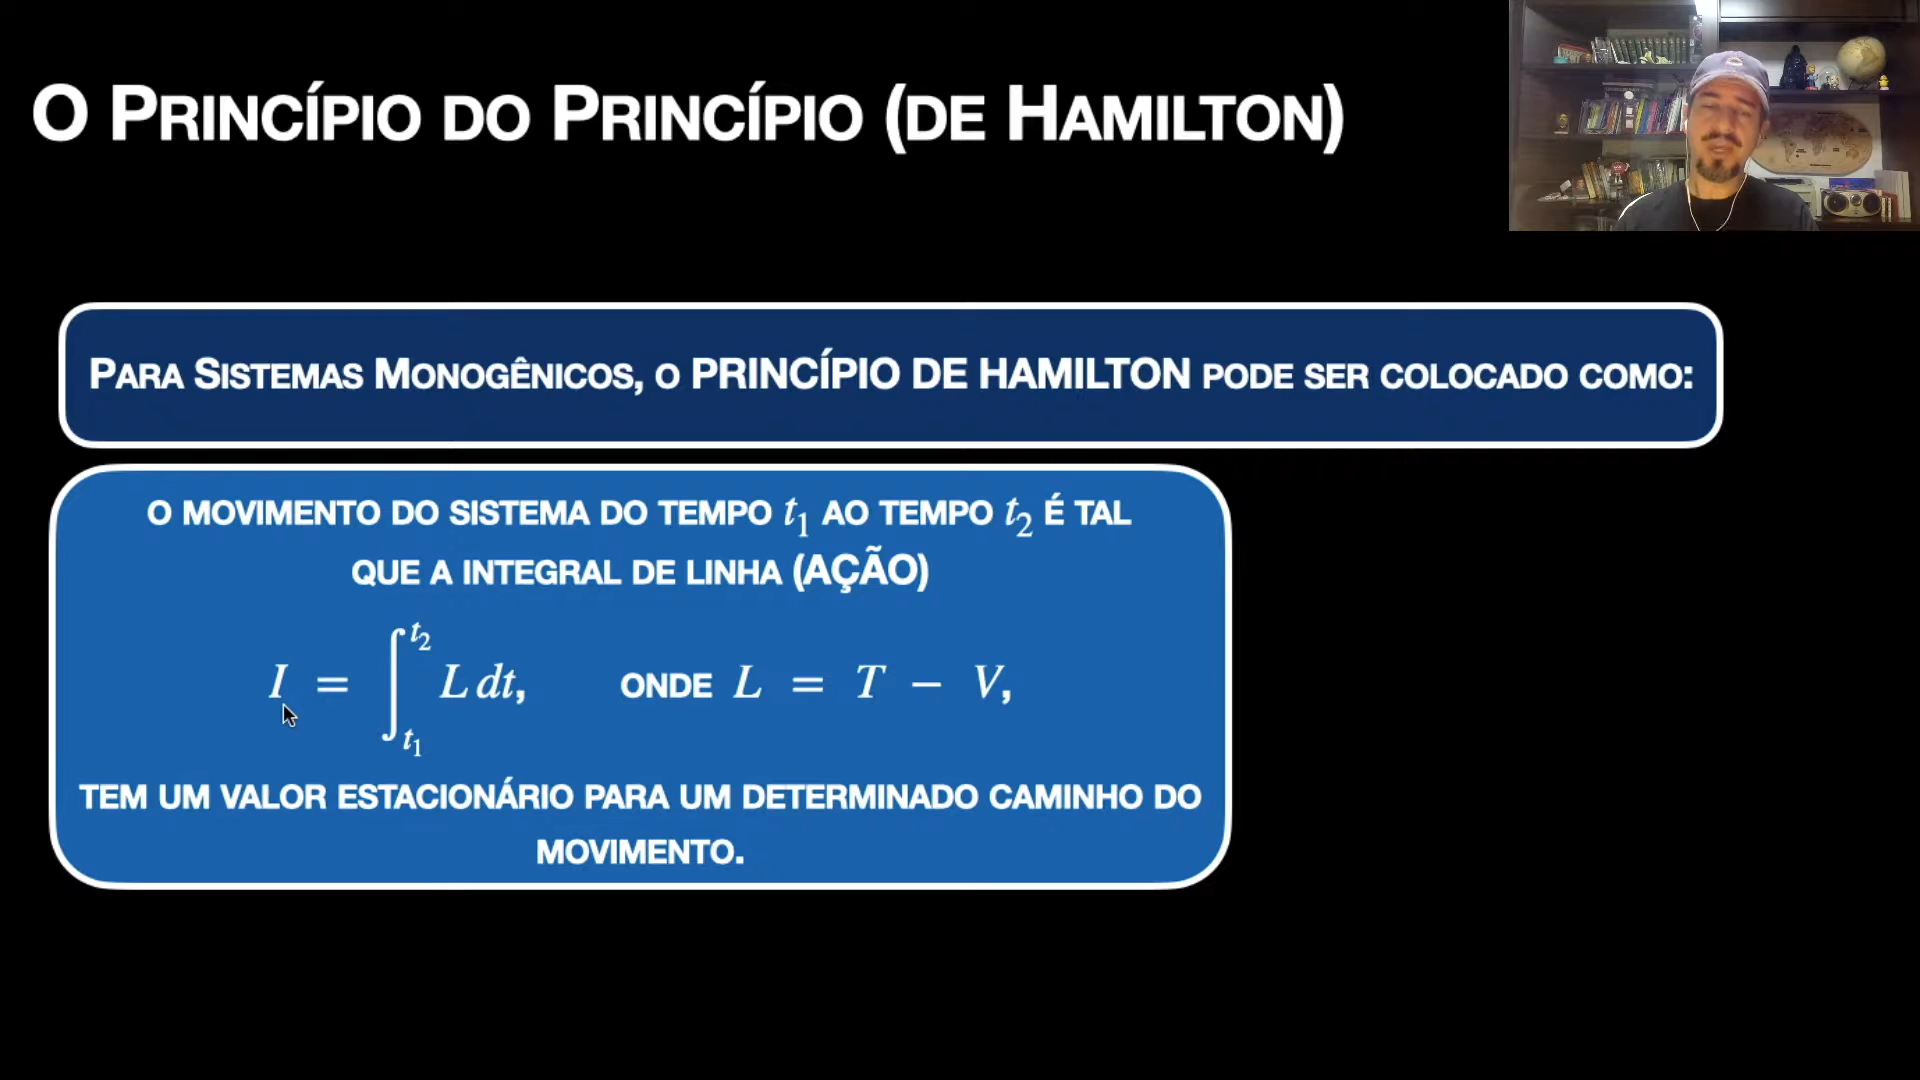 O PRINCÍPIO DO PRINCÍPIO (DE HAMILTON)
PARA SISTEMAS MONOGÊNICOS, O PRINCÍPIO DE HAMILTON PODE SER COLOCADO COMO:
O MOVIMENTO DO SISTEMA DO TEMPO t₁ AO TEMPO t₂ É TAL
QUE A INTEGRAL DE LINHA (AÇÃO)
I = ∫_{t₁}^{t₂} L dt, ONDE L = T − V,
TEM UM VALOR ESTACIONÁRIO PARA UM DETERMINADO CAMINHO DO
MOVIMENTO.